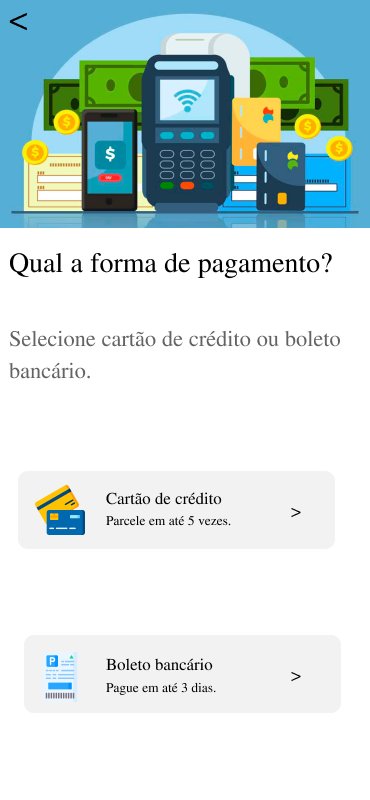 <
Qual a forma de pagamento?
Selecione cartão de crédito ou boleto
bancário.
Cartão de crédito
Parcele em até 5 vezes.
>
Boleto bancário
Pague em até 3 dias.
>